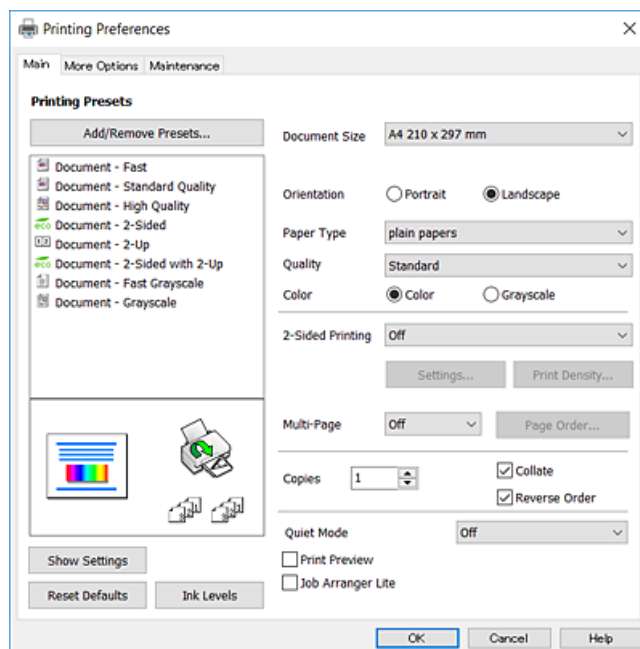 Printing Preferences
Main
More Options
Maintenance
Printing Presets
Add/Remove Presets...
Document - Fast
Document - Standard Quality
Document - High Quality
eco Document - 2-Sided
Document - 2-Up
eco Document - 2-Sided with 2-Up
Document - Fast Grayscale
Document - Grayscale
Show Settings
Reset Defaults
Ink Levels
Document Size
A4 210 x 297 mm
Orientation
Portrait
Landscape
Paper Type
plain papers
Quality
Standard
Color
Color
Grayscale
2-Sided Printing
Off
Settings...
Print Density...
Multi-Page
Off
Page Order...
Copies
1
Collate
Reverse Order
Quiet Mode
Off
Print Preview
Job Arranger Lite
OK
Cancel
Help